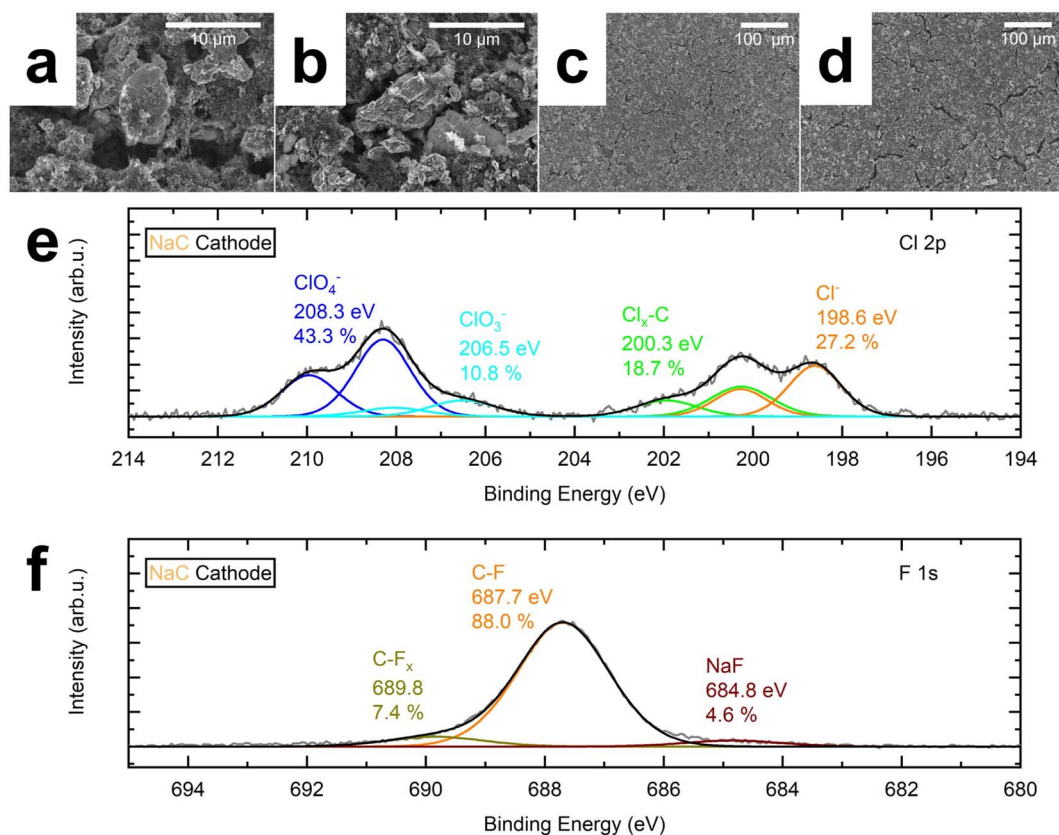 a
10 µm
b
10 µm
c
100 µm
d
100 µm
e
NaC Cathode
Cl 2p
ClO₄⁻
208.3 eV
43.3 %
ClO₃⁻
206.5 eV
10.8 %
Clₓ-C
200.3 eV
18.7 %
Cl⁻
198.6 eV
27.2 %
Intensity (arb.u.)
214 212 210 208 206 204 202 200 198 196 194
Binding Energy (eV)
f
NaC Cathode
F 1s
C-F
687.7 eV
88.0 %
C-Fₓ
689.8
7.4 %
NaF
684.8 eV
4.6 %
Intensity (arb.u.)
694 692 690 688 686 684 682 680
Binding Energy (eV)